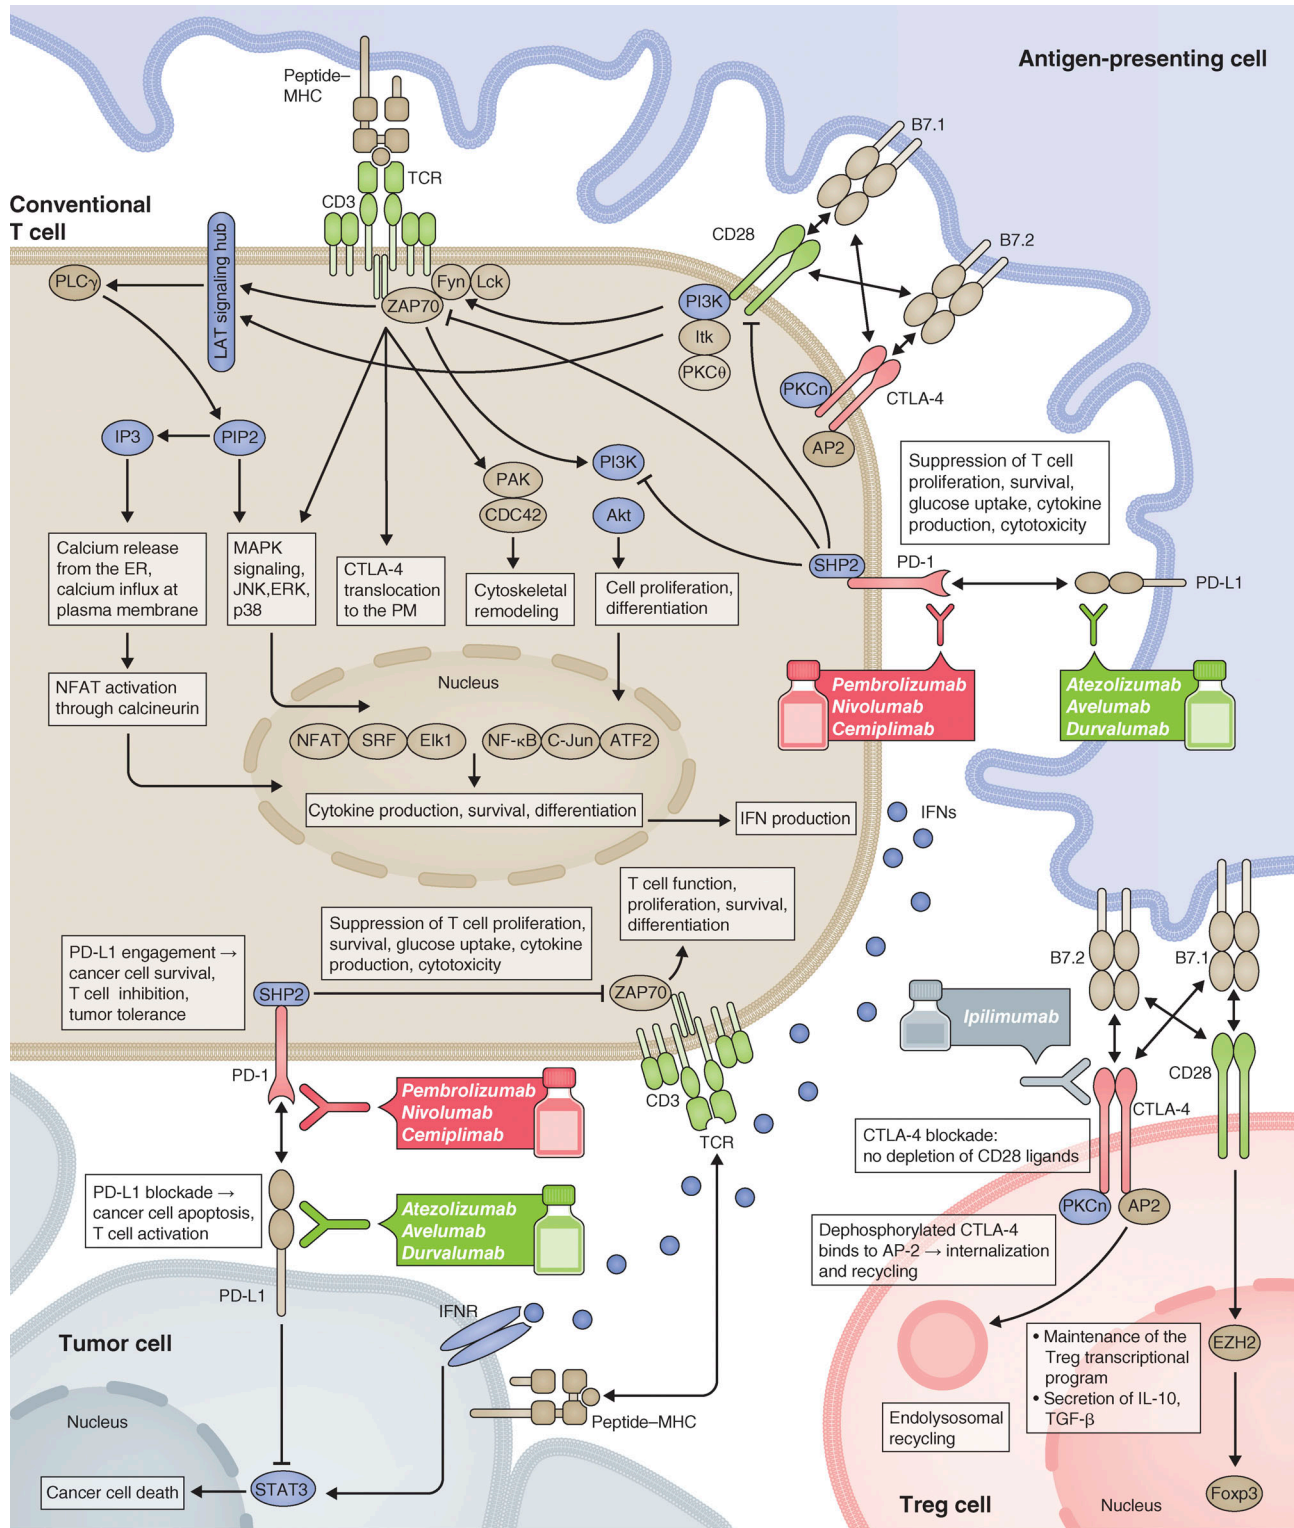 Antigen-presenting cell
Peptide–
MHC
B7.1
TCR
CD3
Conventional
T cell
CD28
B7.2
PLCγ
LAT signaling hub
Fyn
Lck
ZAP70
PI3K
Itk
PKCθ
PKCn
CTLA-4
AP2
IP3
PIP2
PAK
CDC42
PI3K
Akt
Suppression of T cell
proliferation, survival,
glucose uptake, cytokine
production, cytotoxicity
Calcium release
from the ER,
calcium influx at
plasma membrane
MAPK
signaling,
JNK,ERK,
p38
CTLA-4
translocation
to the PM
Cytoskeletal
remodeling
Cell proliferation,
differentiation
SHP2
PD-1
PD-L1
NFAT activation
through calcineurin
Nucleus
Pembrolizumab
Nivolumab
Cemiplimab
Atezolizumab
Avelumab
Durvalumab
NFAT
SRF
Elk1
NF-κB
C-Jun
ATF2
Cytokine production, survival, differentiation
IFN production
IFNs
T cell function,
proliferation, survival,
differentiation
Suppression of T cell proliferation,
survival, glucose uptake, cytokine
production, cytotoxicity
PD-L1 engagement →
cancer cell survival,
T cell inhibition,
tumor tolerance
SHP2
ZAP70
B7.2
B7.1
Ipilimumab
PD-1
CD3
TCR
Pembrolizumab
Nivolumab
Cemiplimab
CD28
CTLA-4
CTLA-4 blockade:
no depletion of CD28 ligands
PD-L1 blockade →
cancer cell apoptosis,
T cell activation
Atezolizumab
Avelumab
Durvalumab
PKCn
AP2
Dephosphorylated CTLA-4
binds to AP-2 → internalization
and recycling
PD-L1
IFNR
Tumor cell
• Maintenance of the
Treg transcriptional
program
• Secretion of IL-10,
TGF-β
EZH2
Nucleus
Peptide–MHC
Endolysosomal
recycling
Cancer cell death
STAT3
Treg cell
Nucleus
Foxp3